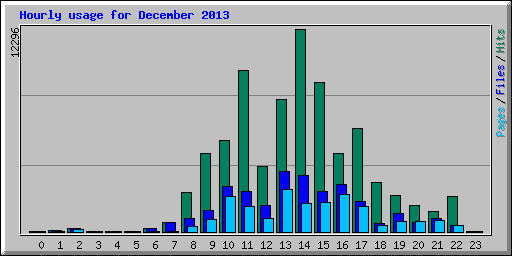 Hourly usage for December 2013
12296
Pages/Files/Hits
0 1 2 3 4 5 6 7 8 9 10 11 12 13 14 15 16 17 18 19 20 21 22 23